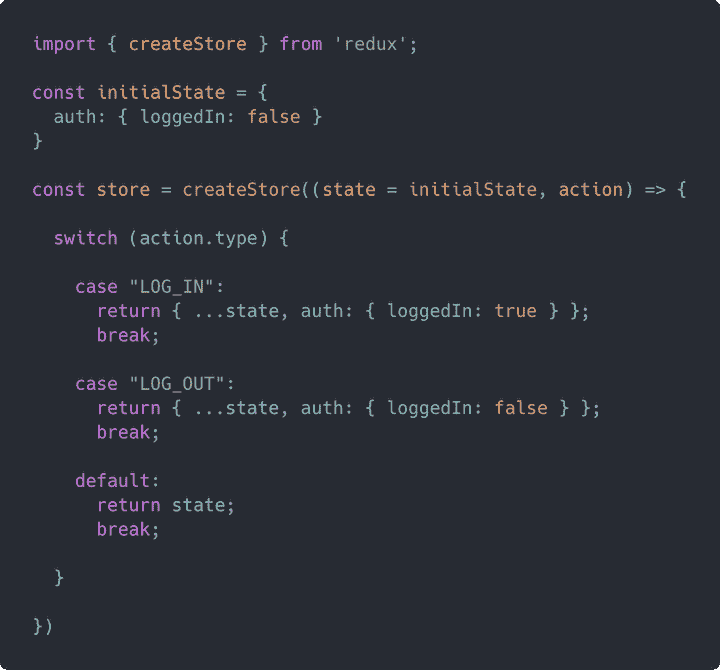 import { createStore } from 'redux';
const initialState = {
  auth: { loggedIn: false }
}
const store = createStore((state = initialState, action) => {
  switch (action.type) {
    case "LOG_IN":
      return { ...state, auth: { loggedIn: true } };
      break;
    case "LOG_OUT":
      return { ...state, auth: { loggedIn: false } };
      break;
    default:
      return state;
      break;
  }
})